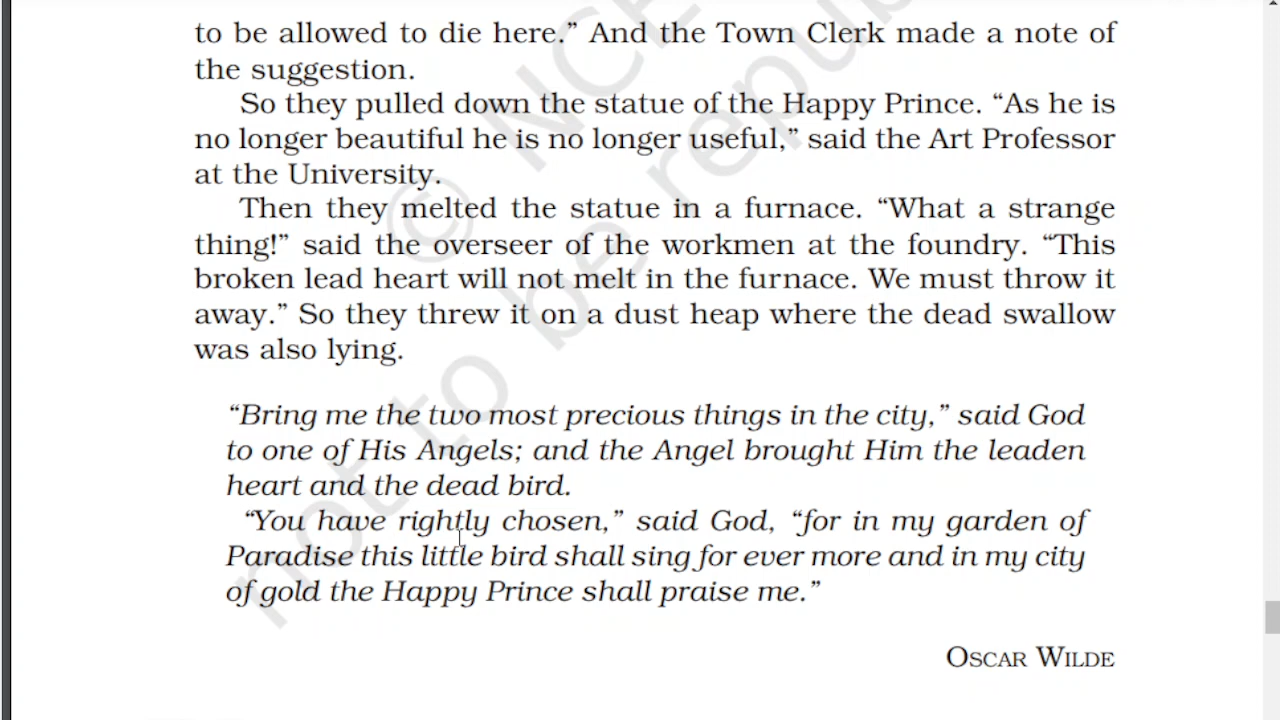 to be allowed to die here.” And the Town Clerk made a note of
the suggestion.
So they pulled down the statue of the Happy Prince. “As he is
no longer beautiful he is no longer useful,” said the Art Professor
at the University.
Then they melted the statue in a furnace. “What a strange
thing!” said the overseer of the workmen at the foundry. “This
broken lead heart will not melt in the furnace. We must throw it
away.” So they threw it on a dust heap where the dead swallow
was also lying.
“Bring me the two most precious things in the city,” said God
to one of His Angels; and the Angel brought Him the leaden
heart and the dead bird.
“You have rightly chosen,” said God, “for in my garden of
Paradise this little bird shall sing for ever more and in my city
of gold the Happy Prince shall praise me.”
OSCAR WILDE
© NCE
not to be repub